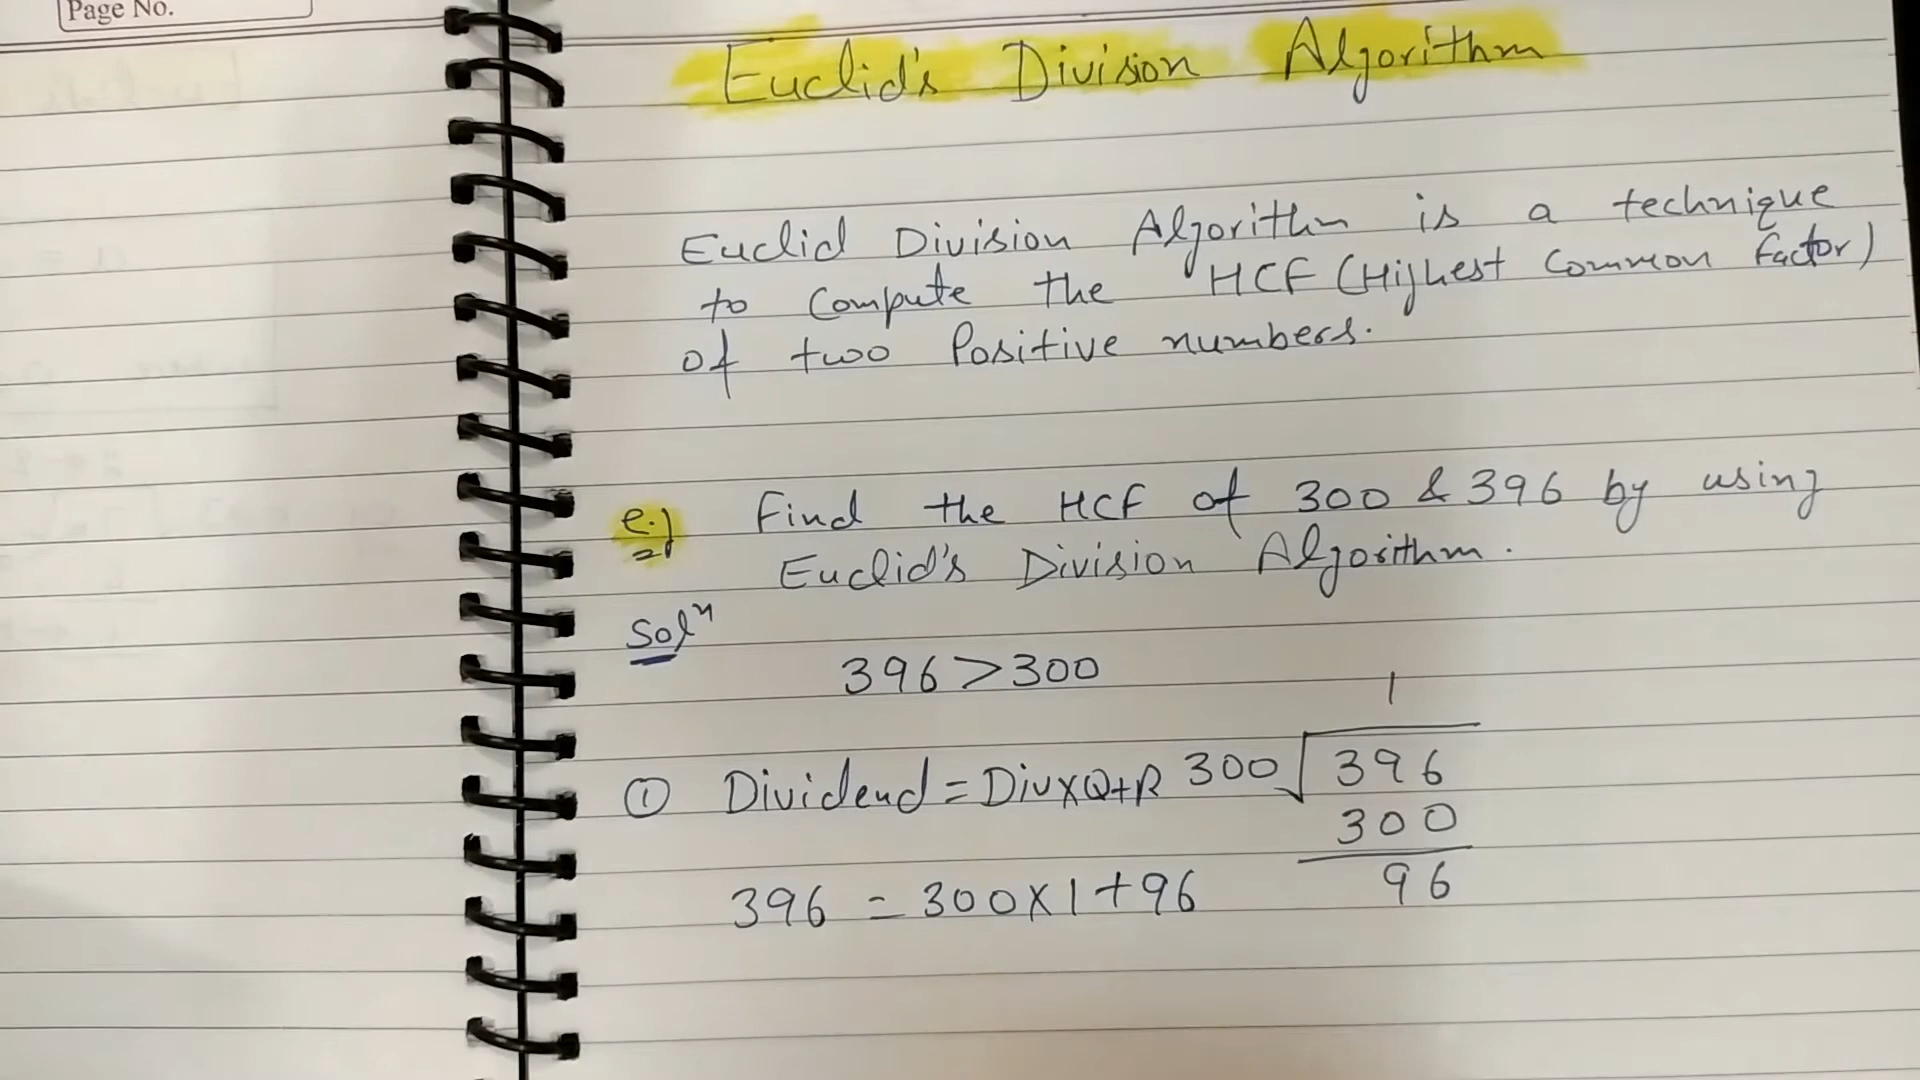 Page No.
Euclid's Division Algorithm
Euclid Division Algorithm is a technique
to compute the HCF (Highest Common Factor)
of two Positive numbers.
e.g Find the HCF of 300 & 396 by using
Euclid's Division Algorithm.
Solⁿ
396 > 300
1
① Dividend = Div×Q+R 300 √396
300
396 = 300×1+96
96